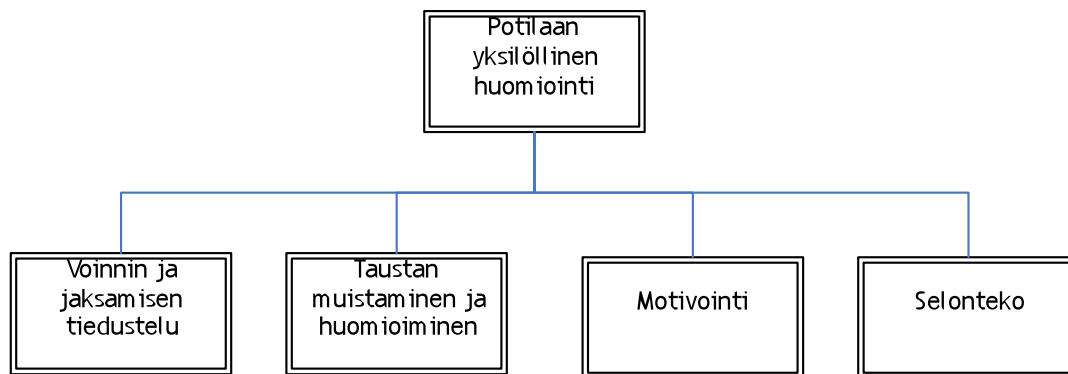 Potilaan
yksilöllinen
huomiointi
Voinnin ja
jaksamisen
tiedustelu
Taustan
muistaminen ja
huomioiminen
Motivointi
Selonteko